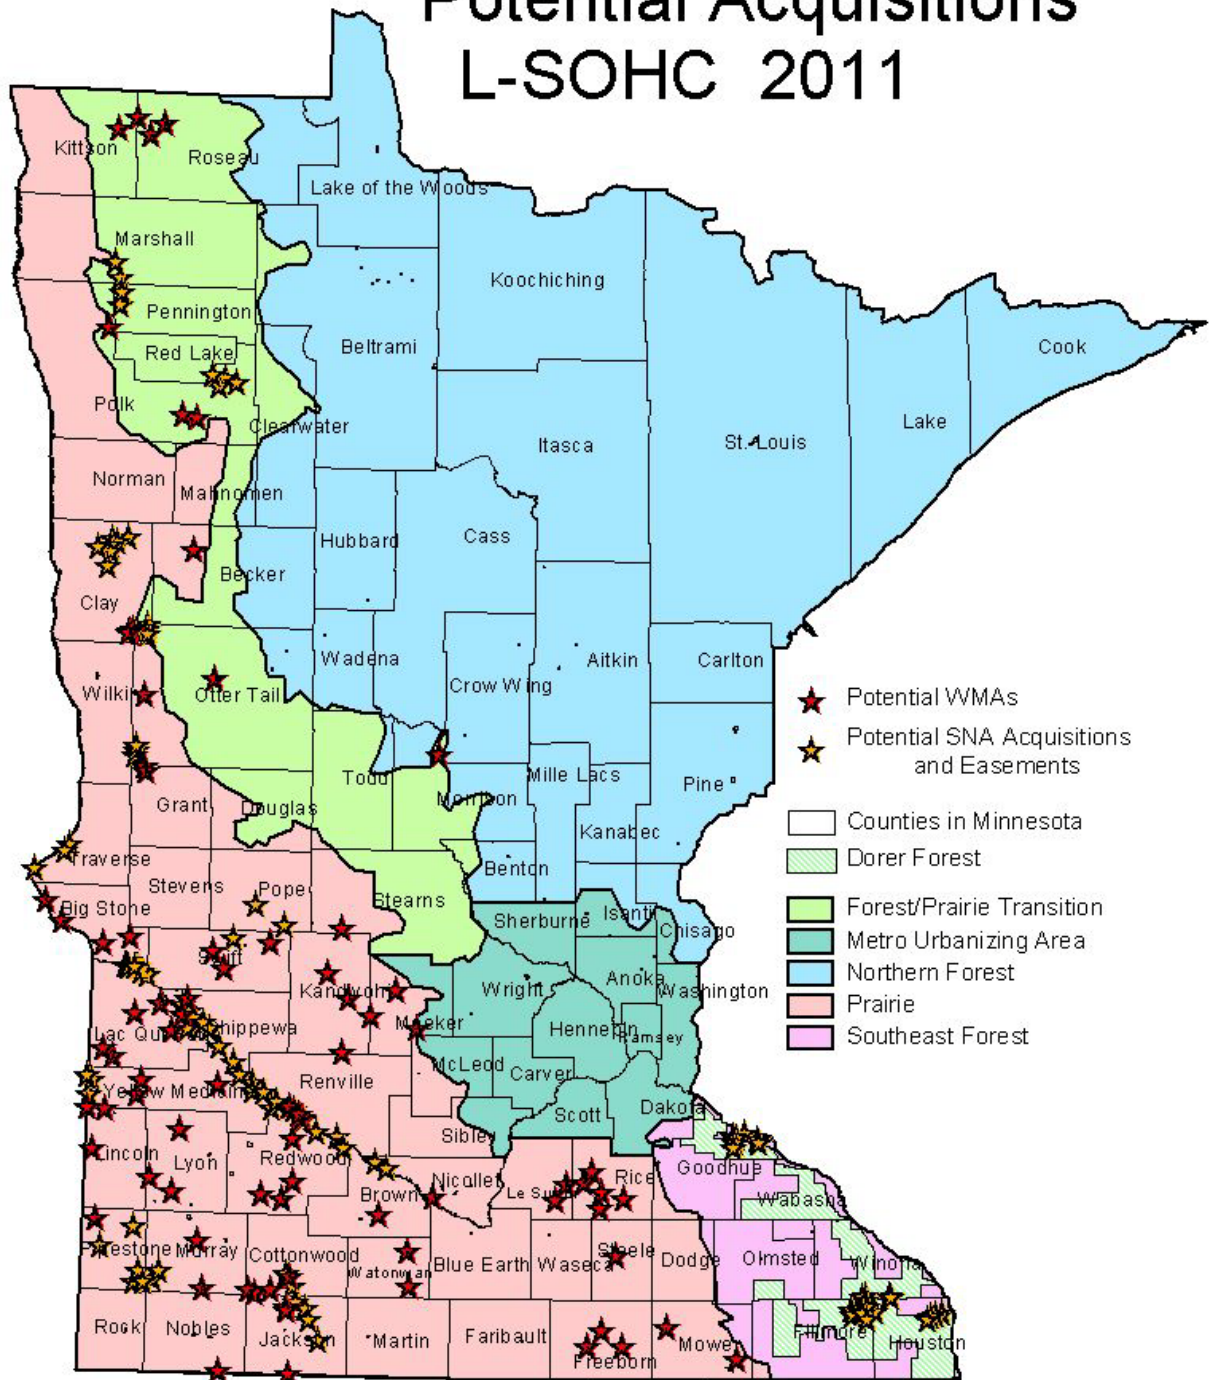 Potential Acquisitions
L-SOHC 2011
Kittson
Roseau
Lake of the Woods
Marshall
Koochiching
Pennington
Beltrami
Red Lake
Cook
Polk
Clearwater
Lake
Itasca
St. Louis
Norman
Mahnomen
Hubbard
Cass
Becker
Clay
Wadena
Aitkin
Carlton
Crow Wing
Wilkin
Otter Tail
Potential WMAs
Potential SNA Acquisitions
and Easements
Todd
Mille Lacs
Pine
Grant
Douglas
Morrison
Kanabec
Counties in Minnesota
Traverse
Stevens
Pope
Benton
Dorer Forest
Big Stone
Stearns
Sherburne
Isanti
Chisago
Forest/Prairie Transition
Metro Urbanizing Area
Swift
Kandiyohi
Wright
Anoka
Washington
Northern Forest
Prairie
Lac Qui
Chippewa
Meeker
Hennepin
Ramsey
Southeast Forest
Yellow Medicine
Renville
McLeod
Carver
Scott
Dakota
Sibley
Lincoln
Lyon
Redwood
Brown
Nicollet
Le Sueur
Rice
Goodhue
Wabasha
Pipestone
Murray
Cottonwood
Watonwan
Blue Earth
Waseca
Steele
Dodge
Olmsted
Winona
Rock
Nobles
Jackson
Martin
Faribault
Freeborn
Mower
Fillmore
Houston